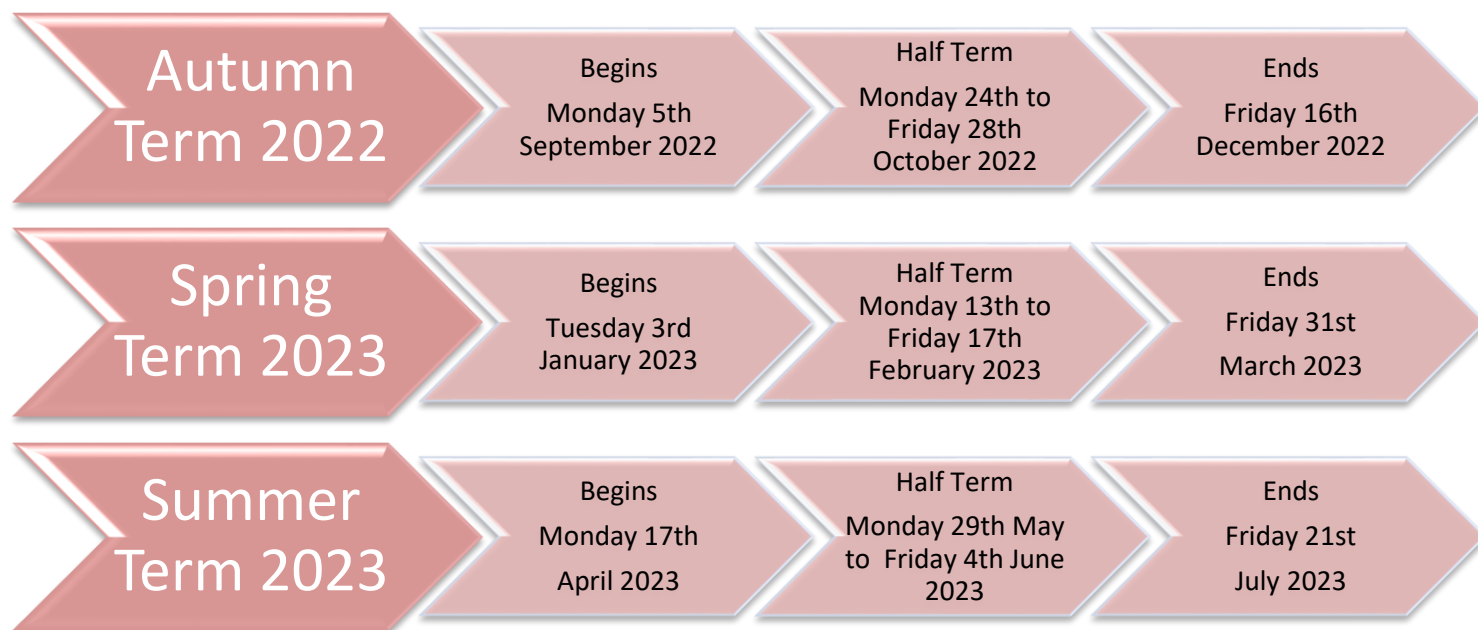 Autumn
Term 2022
Begins
Monday 5th
September 2022
Half Term
Monday 24th to
Friday 28th
October 2022
Ends
Friday 16th
December 2022
Spring
Term 2023
Begins
Tuesday 3rd
January 2023
Half Term
Monday 13th to
Friday 17th
February 2023
Ends
Friday 31st
March 2023
Summer
Term 2023
Begins
Monday 17th
April 2023
Half Term
Monday 29th May
to  Friday 4th June
2023
Ends
Friday 21st
July 2023